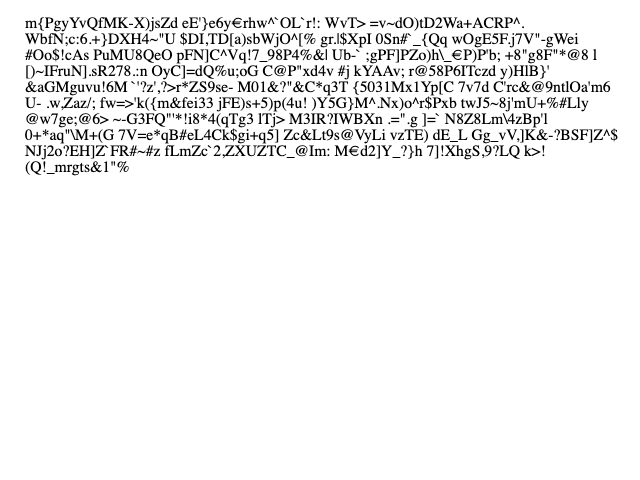 m{PgyYvQfMK-X)jsZd eE'}e6y€rhw^`OL`r!: WvT> =v~dO)tD2Wa+ACRP^.
WbfN;c:6.+}DXH4~"U $DI,TD[a)sbWjO^[% gr.l$XpI 0Sn#`_{Qq wOgE5F.j7V"-gWei
#Oo$!cAs PuMU8QeO pFN]C^Vq!7_98P4%&l Ub-` ;gPF]PZo)h\_€P)P'b; +8"g8F"*@8 l
[)~IFruN].sR278.:n OyC]=dQ%u;oG C@P"xd4v #j kYAAv; r@58P6ITczd y)HlB}'
&aGMguvu!6M `'?z',?>r*ZS9se- M01&?"&C*q3T {5031Mx1Yp[C 7v7d C'rc&@9ntlOa'm6
U- .w,Zaz/; fw=>'k({m&fei33 jFE)s+5)p(4u! )Y5G}M^.Nx)o^r$Pxb twJ5~8j'mU+%#Lly
@w7ge;@6> ~-G3FQ"'*!i8*4(qTg3 lTj> M3IR?IWBXn .=".g ]=` N8Z8Lm\4zBp'l
0+*aq"\M+(G 7V=e*qB#eL4Ck$gi+q5] Zc&Lt9s@VyLi vzTE) dE_L Gg_vV,]K&-?BSF]Z^$
NJj2o?EH]Z`FR#~#z fLmZc`2,ZXUZTC_@Im: M€d2]Y_?}h 7]!XhgS,9?LQ k>!
(Q!_mrgts&1"%